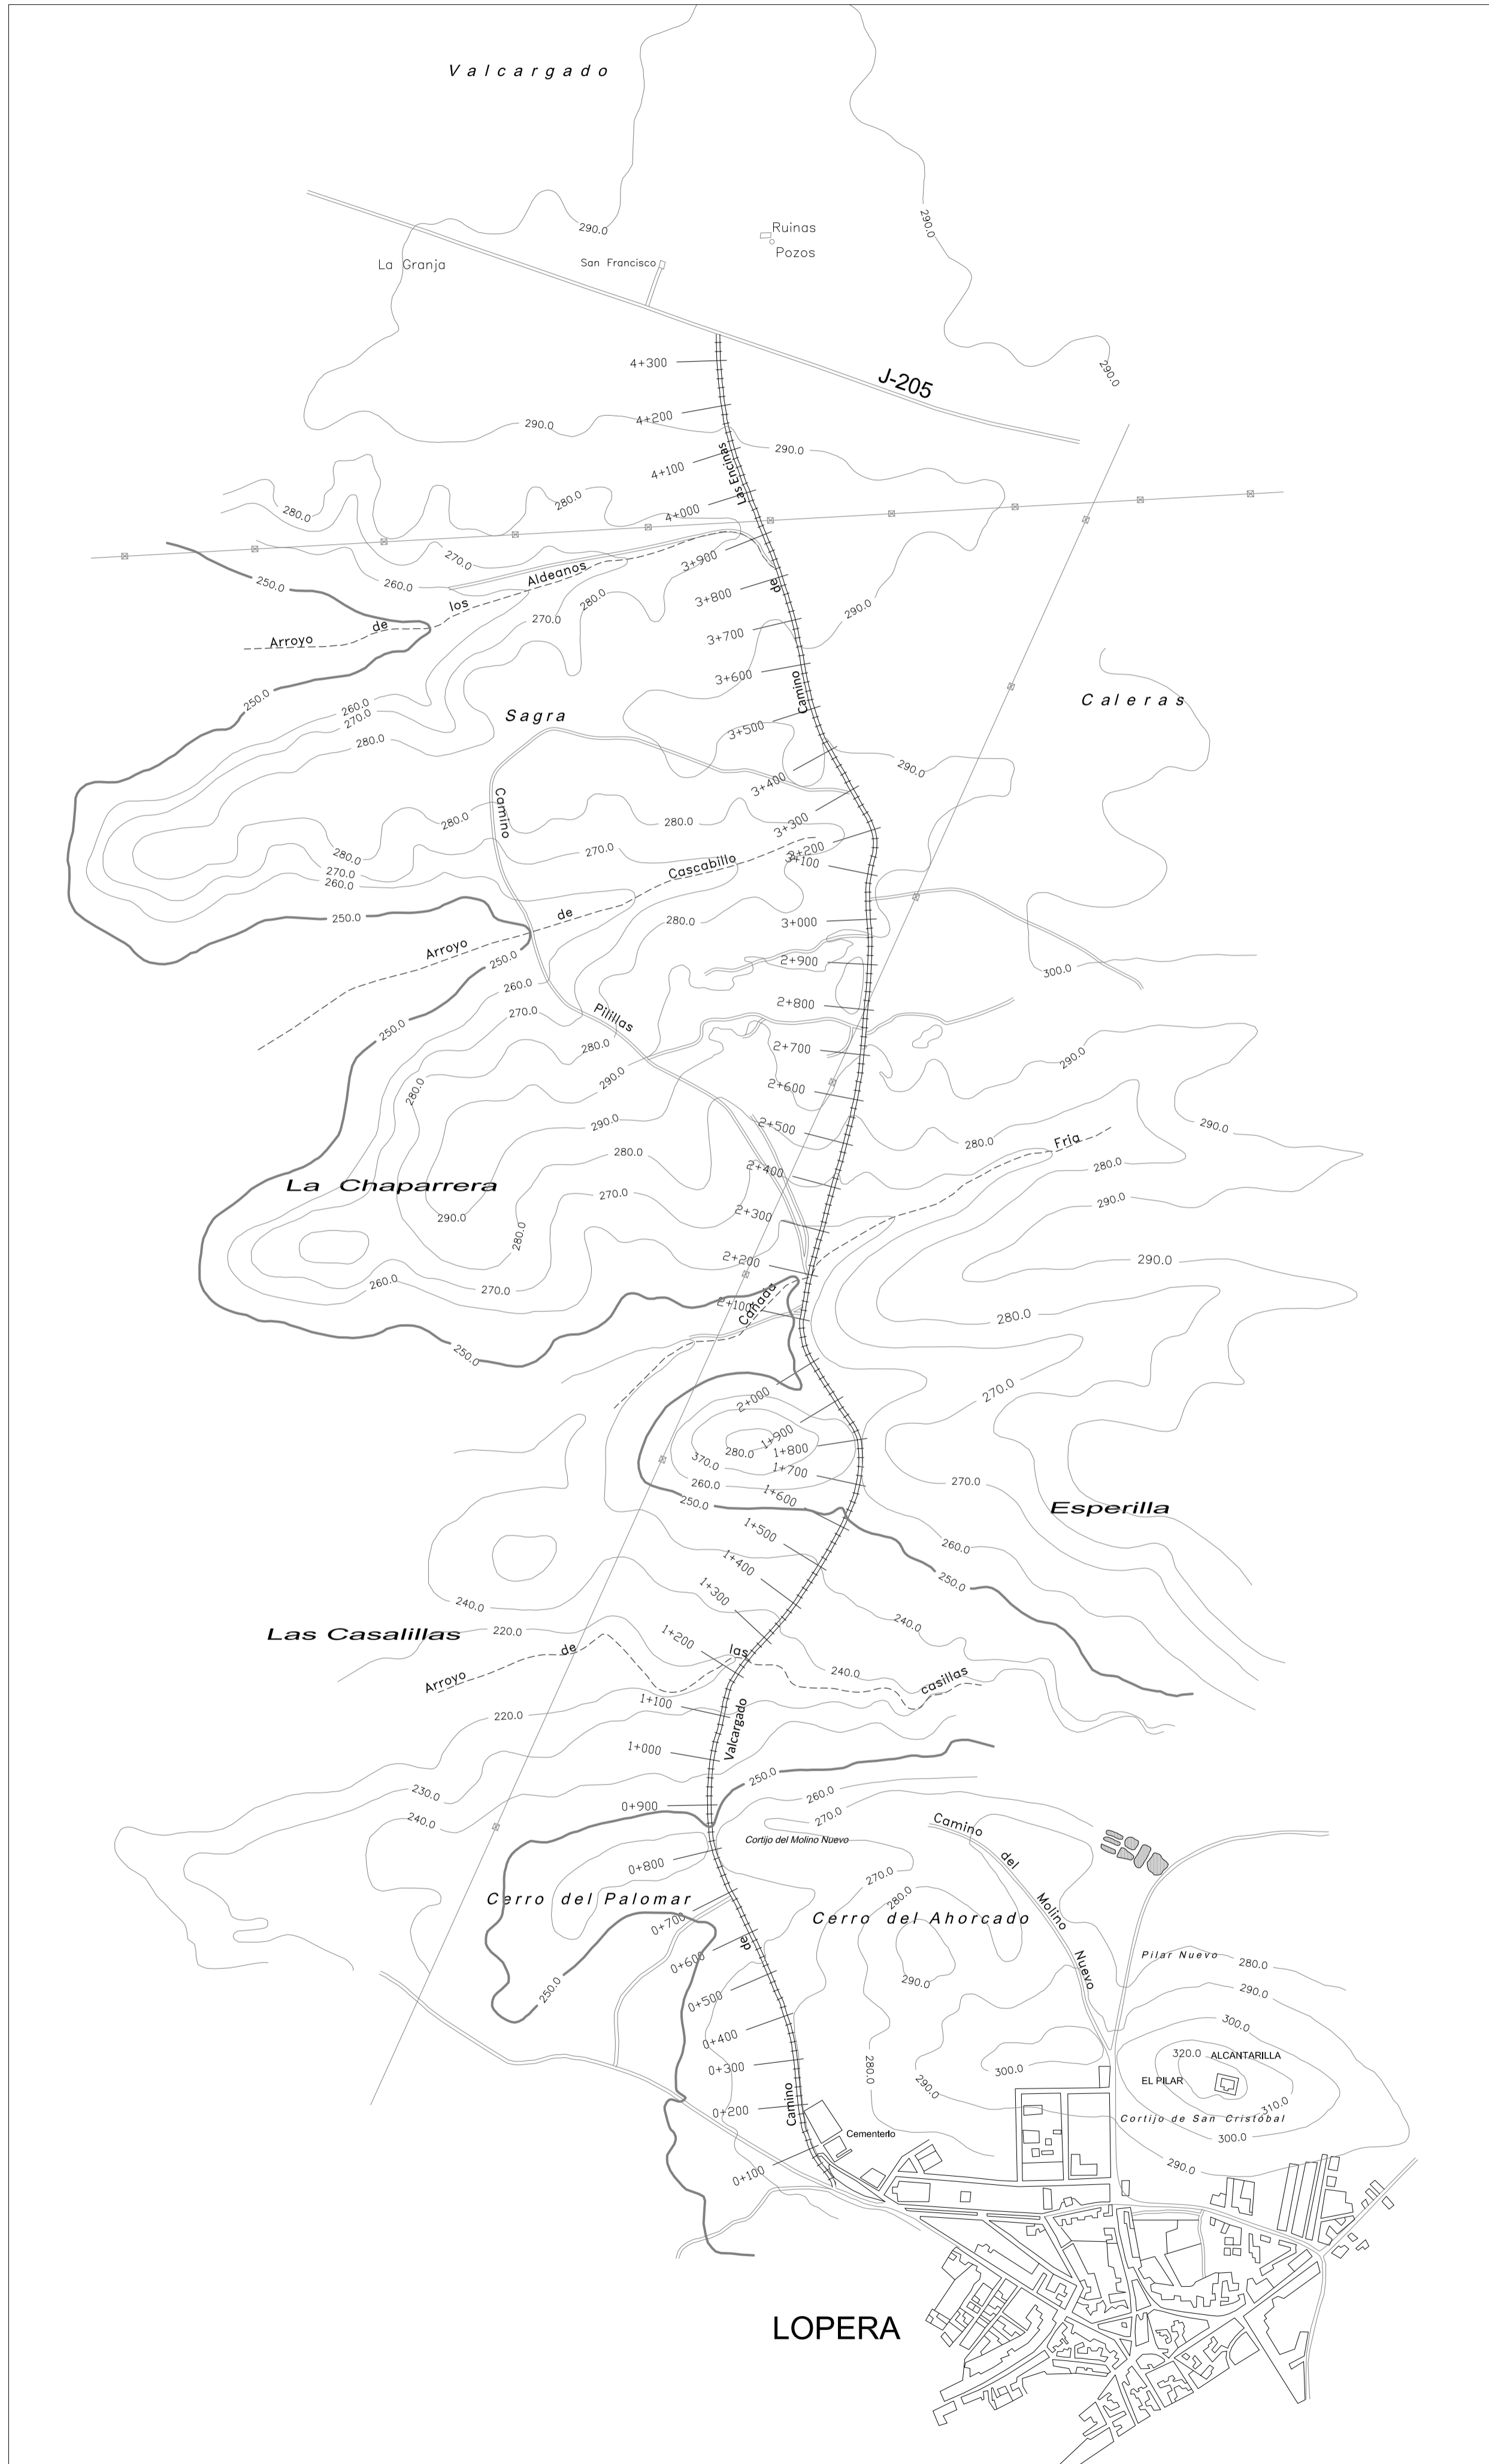 Valcargado
290.0
290.0
Ruinas
Pozos
La Granja
San Francisco
4+300
290.0
J-205
4+200
290.0
290.0
Las Encinas
4+100
280.0
280.0
4+000
270.0
3+900
250.0
260.0
Aldeanos
280.0
los
270.0
3+800
de
290.0
de
Arroyo
3+700
3+600
Camino
250.0
260.0
270.0
Sagra
Caleras
280.0
3+500
290.0
3+400
Camino
280.0
280.0
3+300
280.0
270.0
3+200
3+100
270.0
260.0
Cascabillo
250.0
de
280.0
3+000
Arroyo
250.0
2+900
300.0
260.0
2+800
270.0
Pilillas
250.0
280.0
2+700
290.0
280.0
290.0
2+600
290.0
2+500
290.0
280.0
Fria
280.0
2+400
280.0
La Chaparrera
270.0
290.0
290.0
2+300
280.0
2+200
290.0
260.0
270.0
2+100
Cañada
280.0
250.0
270.0
2+000
1+900
370.0
280.0
1+800
260.0
1+700
270.0
250.0
1+600
Esperilla
1+500
260.0
1+400
250.0
1+300
240.0
240.0
Las Casalillas
220.0
1+200
de
las
240.0
Arroyo
casillas
1+100
220.0
Valcargado
1+000
250.0
230.0
0+900
260.0
240.0
270.0
Camino
Cortijo del Molino Nuevo
del
0+800
270.0
280.0
Cerro del Palomar
Molino
0+700
Cerro del Ahorcado
de
Nuevo
Pilar Nuevo
280.0
0+600
290.0
250.0
290.0
0+500
300.0
0+400
320.0
ALCANTARILLA
0+300
280.0
300.0
EL PILAR
290.0
310.0
0+200
Camino
Cortijo de San Cristóbal
Cementerio
300.0
0+100
290.0
LOPERA